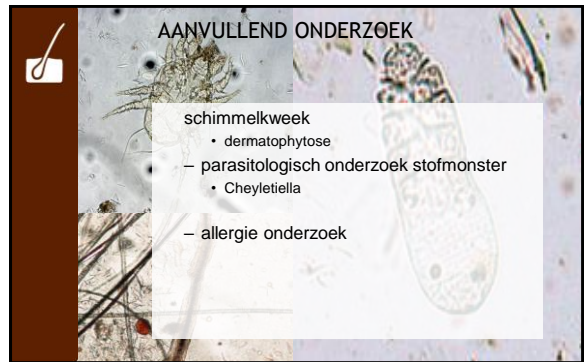 AANVULLEND ONDERZOEK
schimmelkweek
• dermatophytose
– parasitologisch onderzoek stofmonster
• Cheyletiella
– allergie onderzoek